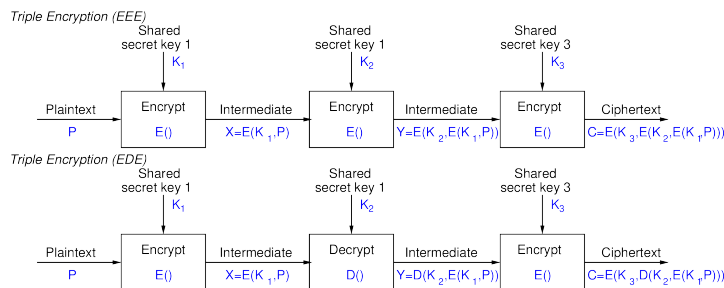 Triple Encryption (EEE)
Shared secret key 1
Shared secret key 1
Shared secret key 3
K1
K2
K3
Plaintext
Encrypt
Intermediate
Encrypt
Intermediate
Encrypt
Ciphertext
P
E()
X=E(K1,P)
E()
Y=E(K2,E(K1,P))
E()
C=E(K3,E(K2,E(K1,P)))
Triple Encryption (EDE)
Shared secret key 1
Shared secret key 1
Shared secret key 3
K1
K2
K3
Plaintext
Encrypt
Intermediate
Decrypt
Intermediate
Encrypt
Ciphertext
P
E()
X=E(K1,P)
D()
Y=D(K2,E(K1,P))
E()
C=E(K3,D(K2,E(K1,P)))